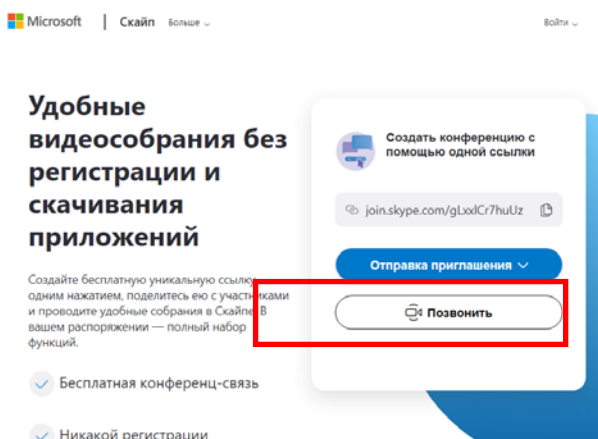 Microsoft | Скайп Больше
Войти
Удобные
видеособрания без
регистрации и
скачивания
приложений
Создайте бесплатную уникальную ссылку
одним нажатием, поделитесь ею с участниками
и проводите удобные собрания в Скайпе. В
вашем распоряжении — полный набор
функций.
Бесплатная конференц-связь
Никакой регистрации
Создать конференцию с
помощью одной ссылки
join.skype.com/gLxxlCr7huUz
Отправка приглашения
Позвонить